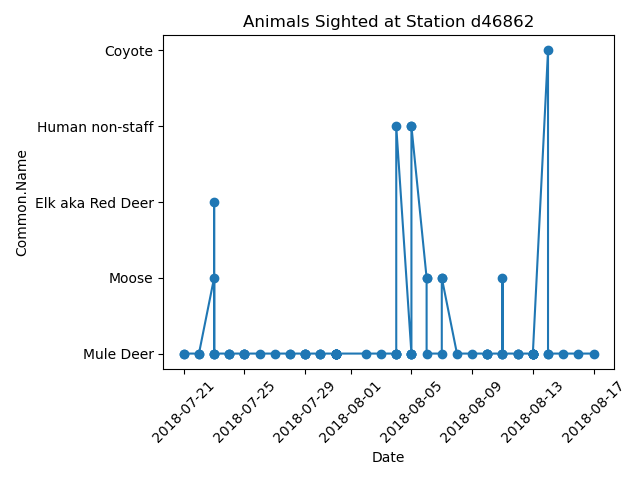 Animals Sighted at Station d46862
Coyote
Human non-staff
Elk aka Red Deer
Moose
Mule Deer
Common.Name
2018-07-21
2018-07-25
2018-07-29
2018-08-01
2018-08-05
2018-08-09
2018-08-13
2018-08-17
Date